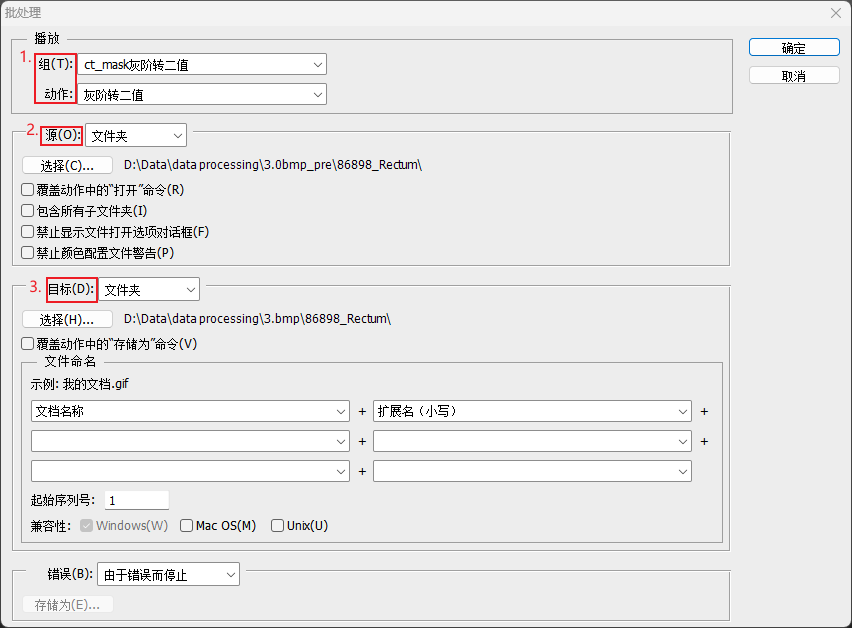 批处理
播放
确定
1. 组(T): ct_mask灰阶转二值
取消
动作: 灰阶转二值
2. 源(O): 文件夹
选择(C)... D:\Data\data processing\3.0bmp_pre\86898_Rectum\
覆盖动作中的“打开”命令(R)
包含所有子文件夹(I)
禁止显示文件打开选项对话框(F)
禁止颜色配置文件警告(P)
3. 目标(D): 文件夹
选择(H)... D:\Data\data processing\3.bmp\86898_Rectum\
覆盖动作中的“存储为”命令(V)
文件命名
示例: 我的文档.gif
文档名称 + 扩展名（小写） +
+ +
+
起始序列号: 1
兼容性: Windows(W) Mac OS(M) Unix(U)
错误(B): 由于错误而停止
存储为(E)...